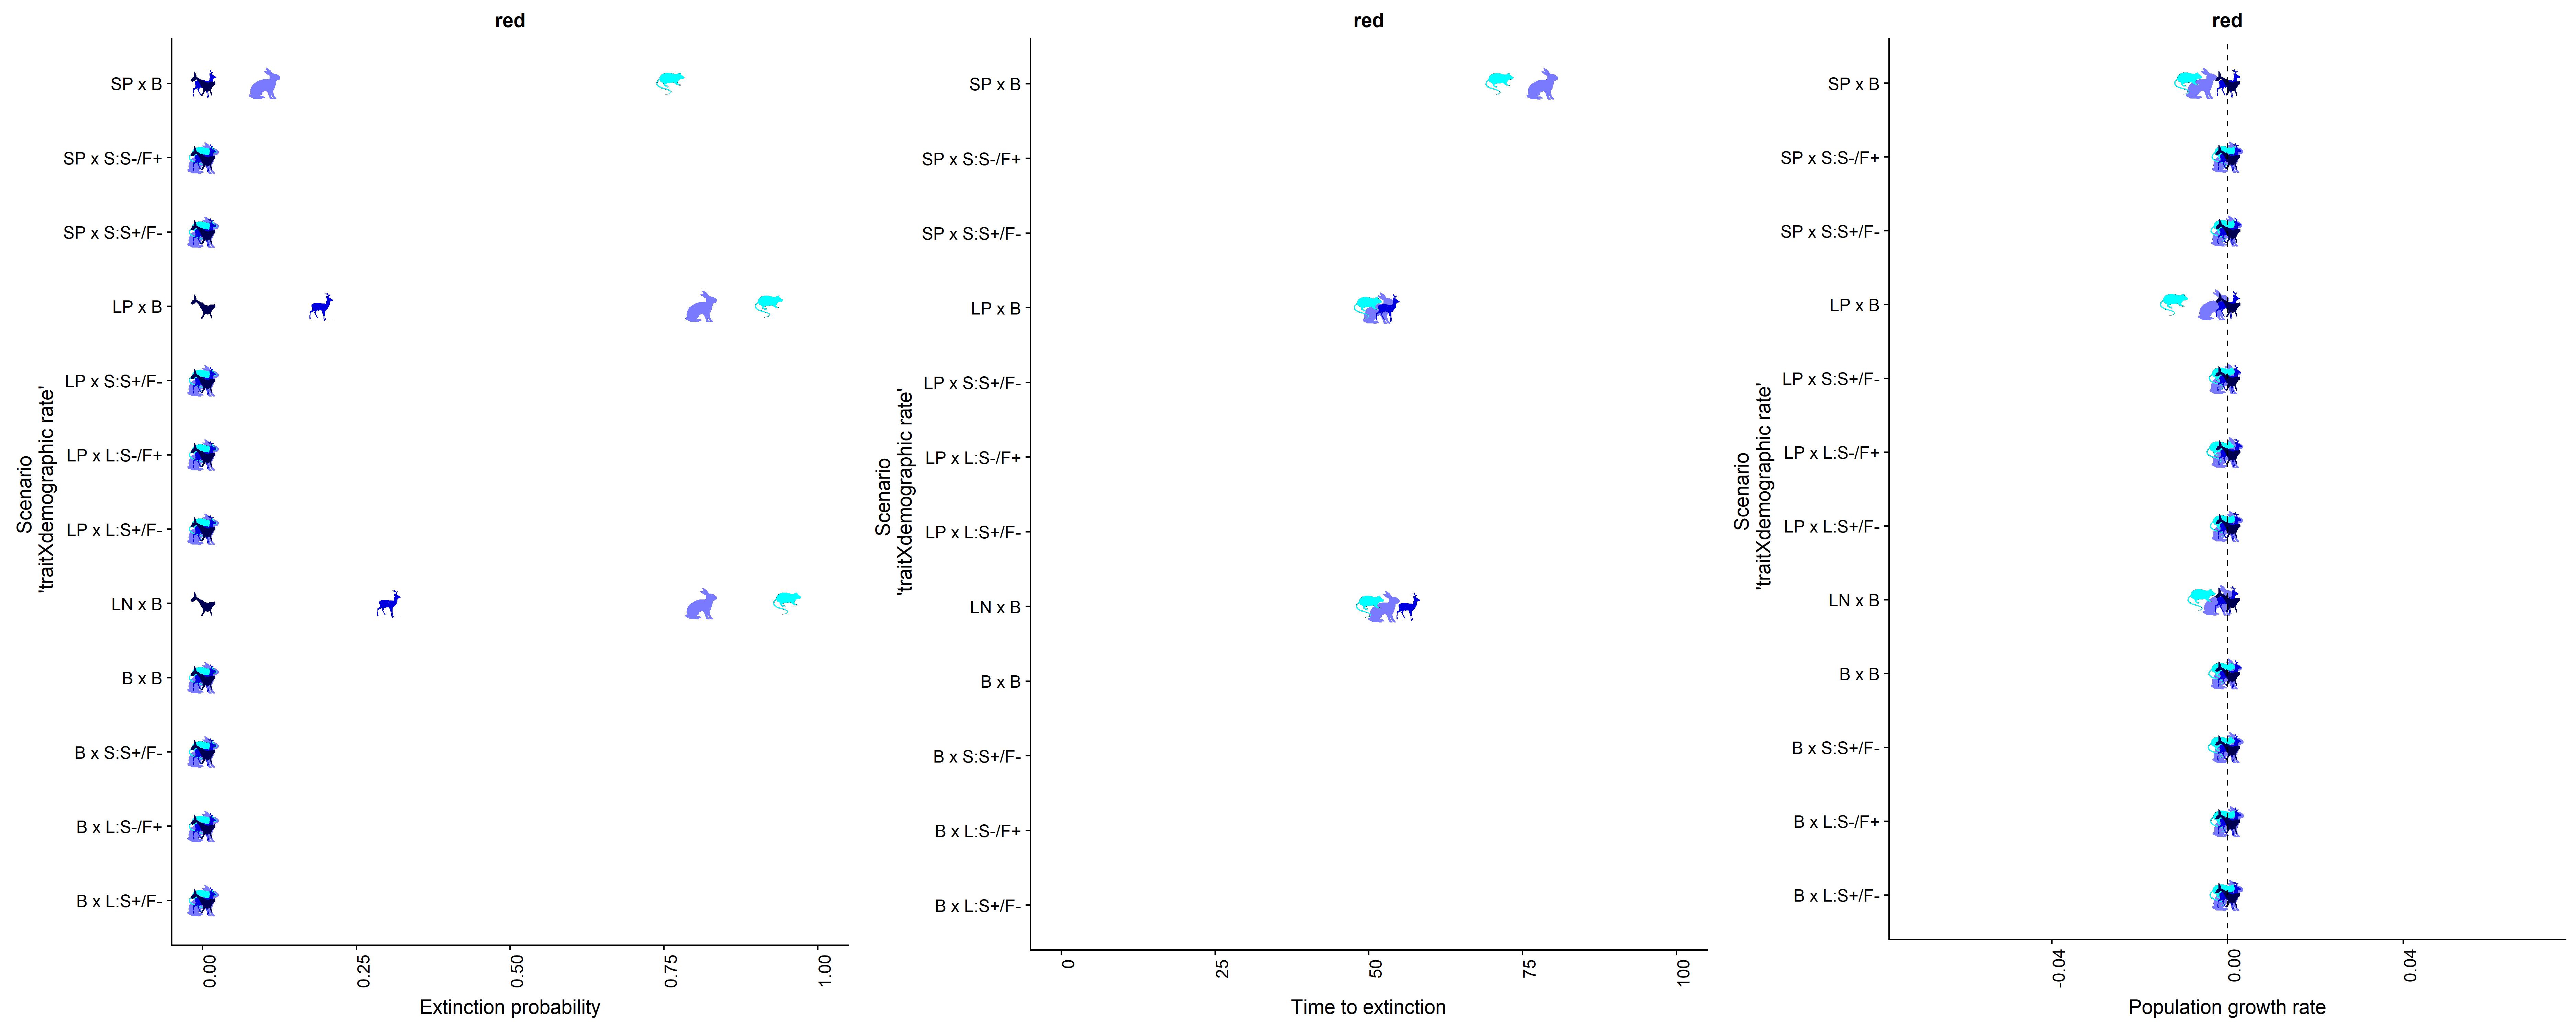 red
SP x B
SP x S:S-/F+
SP x S:S+/F-
LP x B
LP x S:S+/F-
LP x L:S-/F+
LP x L:S+/F-
LN x B
B x B
B x S:S+/F-
B x L:S-/F+
B x L:S+/F-
Scenario
'traitXdemographic rate'
0.00
0.25
0.50
0.75
1.00
Extinction probability
red
SP x B
SP x S:S-/F+
SP x S:S+/F-
LP x B
LP x S:S+/F-
LP x L:S-/F+
LP x L:S+/F-
LN x B
B x B
B x S:S+/F-
B x L:S-/F+
B x L:S+/F-
Scenario
'traitXdemographic rate'
0
25
50
75
100
Time to extinction
red
SP x B
SP x S:S-/F+
SP x S:S+/F-
LP x B
LP x S:S+/F-
LP x L:S-/F+
LP x L:S+/F-
LN x B
B x B
B x S:S+/F-
B x L:S-/F+
B x L:S+/F-
Scenario
'traitXdemographic rate'
-0.04
0.00
0.04
Population growth rate